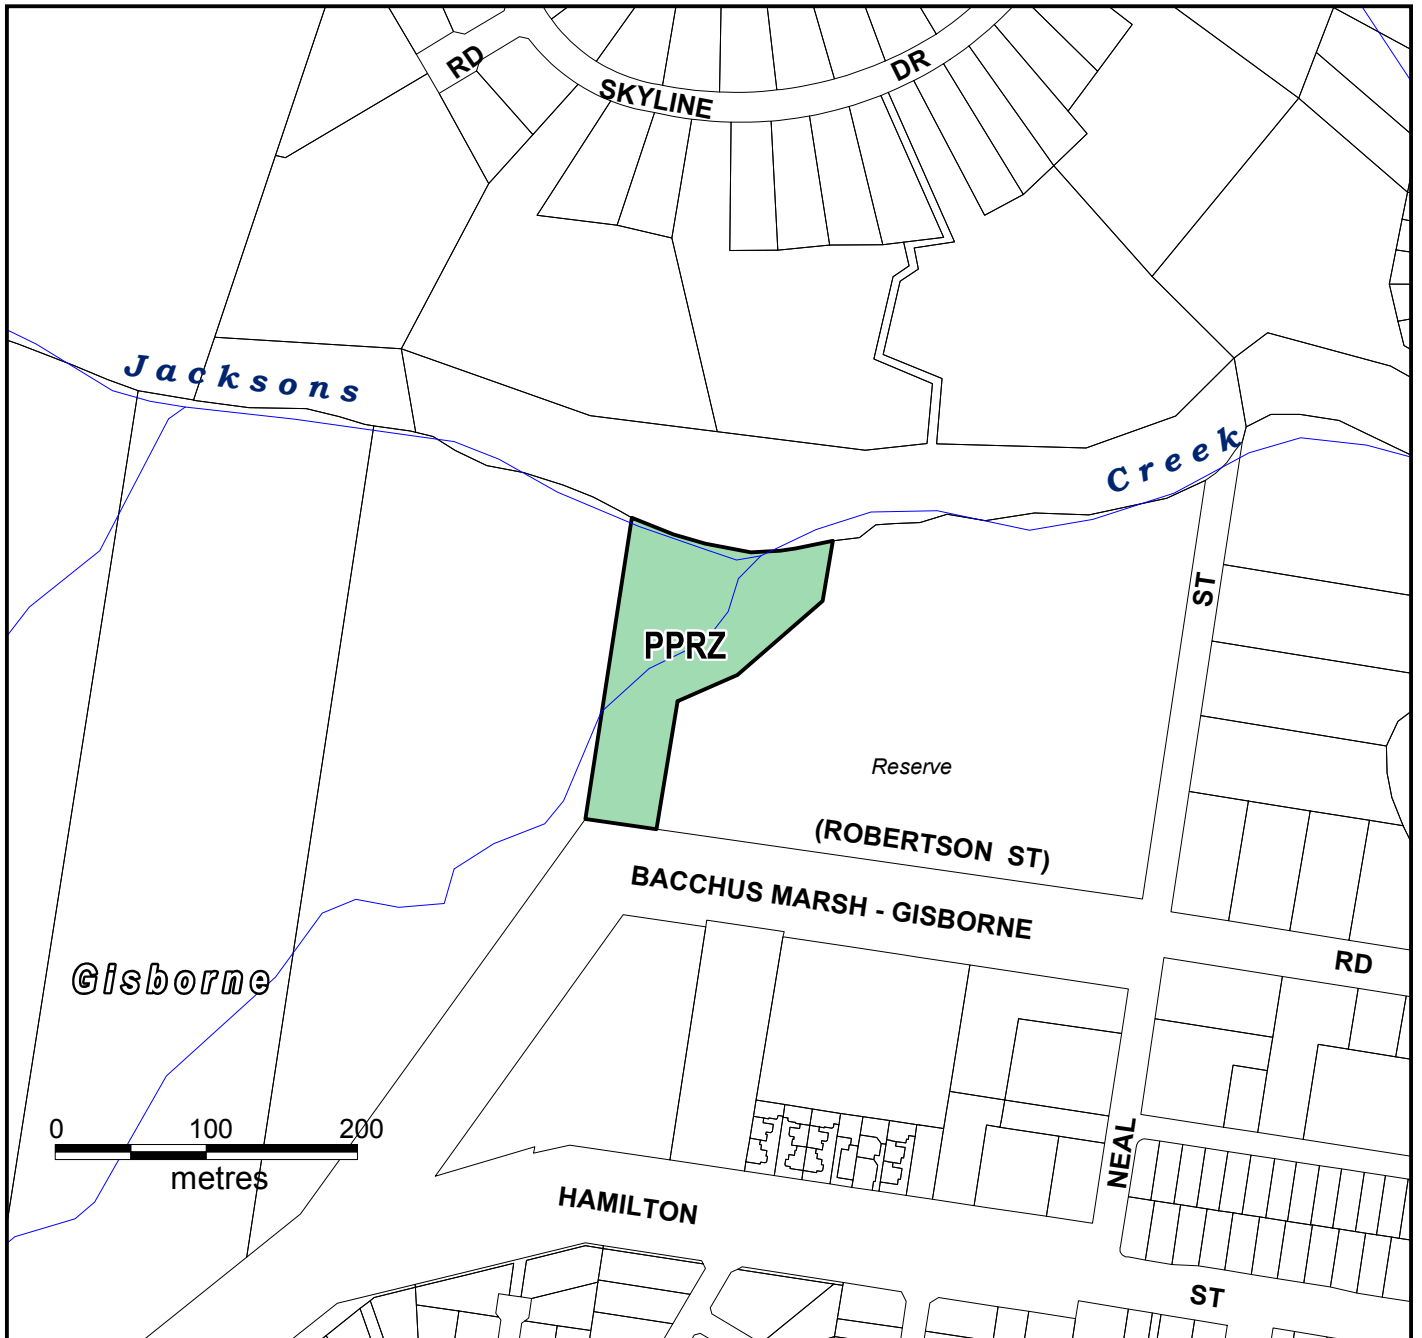 RD
SKYLINE
DR
Jacksons
Creek
ST
PPRZ
Reserve
(ROBERTSON ST)
BACCHUS MARSH - GISBORNE
RD
Gisborne
0 100 200
metres
NEAL
HAMILTON
ST